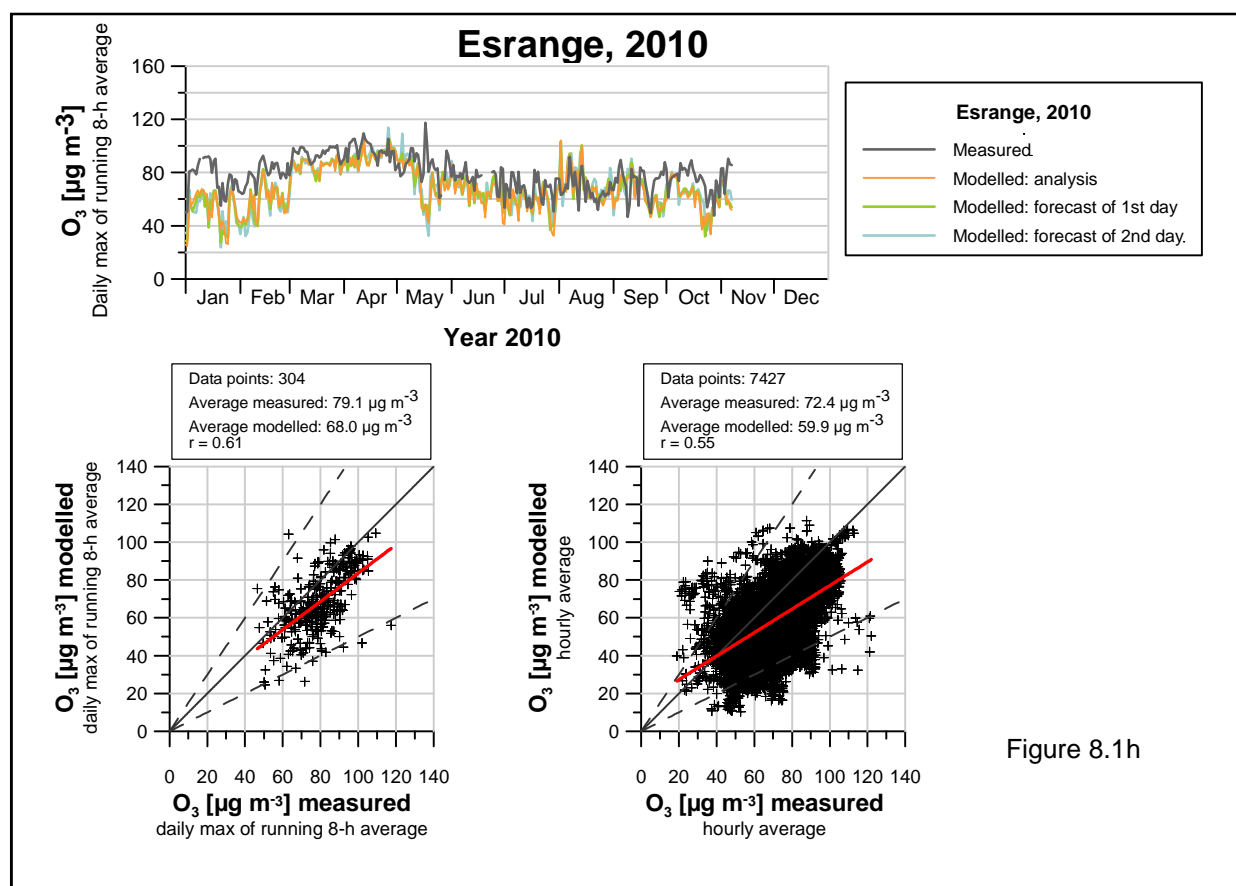 Esrange, 2010
O3 [µg m-3]
Daily max of running 8-h average
160
120
80
40
0
Jan Feb Mar Apr May Jun Jul Aug Sep Oct Nov Dec
Year 2010
Esrange, 2010
Measured.
Modelled: analysis
Modelled: forecast of 1st day
Modelled: forecast of 2nd day.
Data points: 304
Average measured: 79.1 µg m-3
Average modelled: 68.0 µg m-3
r = 0.61
O3 [µg m-3] modelled
daily max of running 8-h average
140
120
100
80
60
40
20
0
0 20 40 60 80 100 120 140
O3 [µg m-3] measured
daily max of running 8-h average
Data points: 7427
Average measured: 72.4 µg m-3
Average modelled: 59.9 µg m-3
r = 0.55
O3 [µg m-3] modelled
hourly average
140
120
100
80
60
40
20
0
0 20 40 60 80 100 120 140
O3 [µg m-3] measured
hourly average
Figure 8.1h